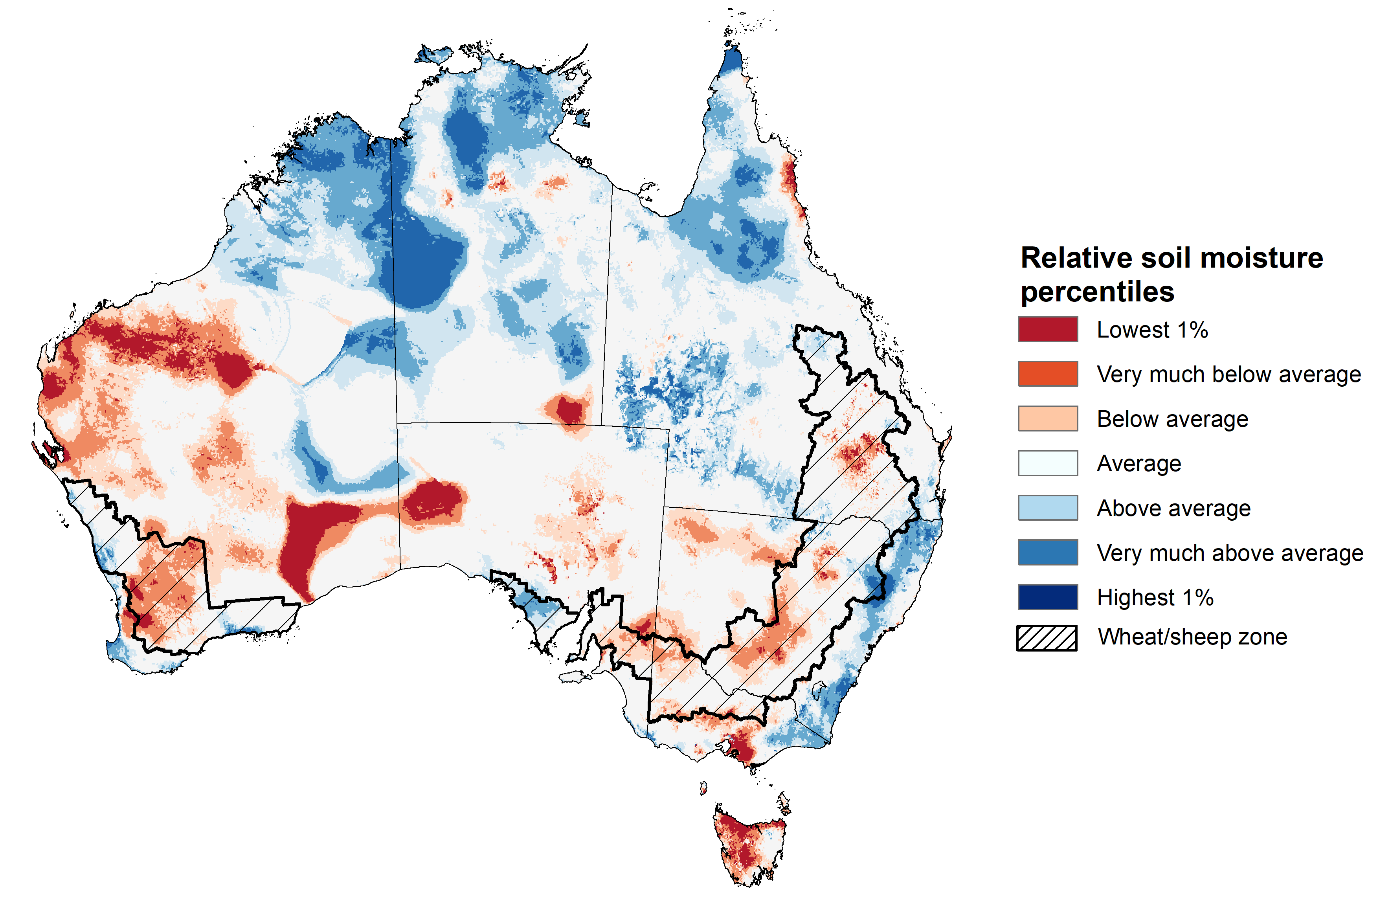 Relative soil moisture
percentiles
Lowest 1%
Very much below average
Below average
Average
Above average
Very much above average
Highest 1%
Wheat/sheep zone